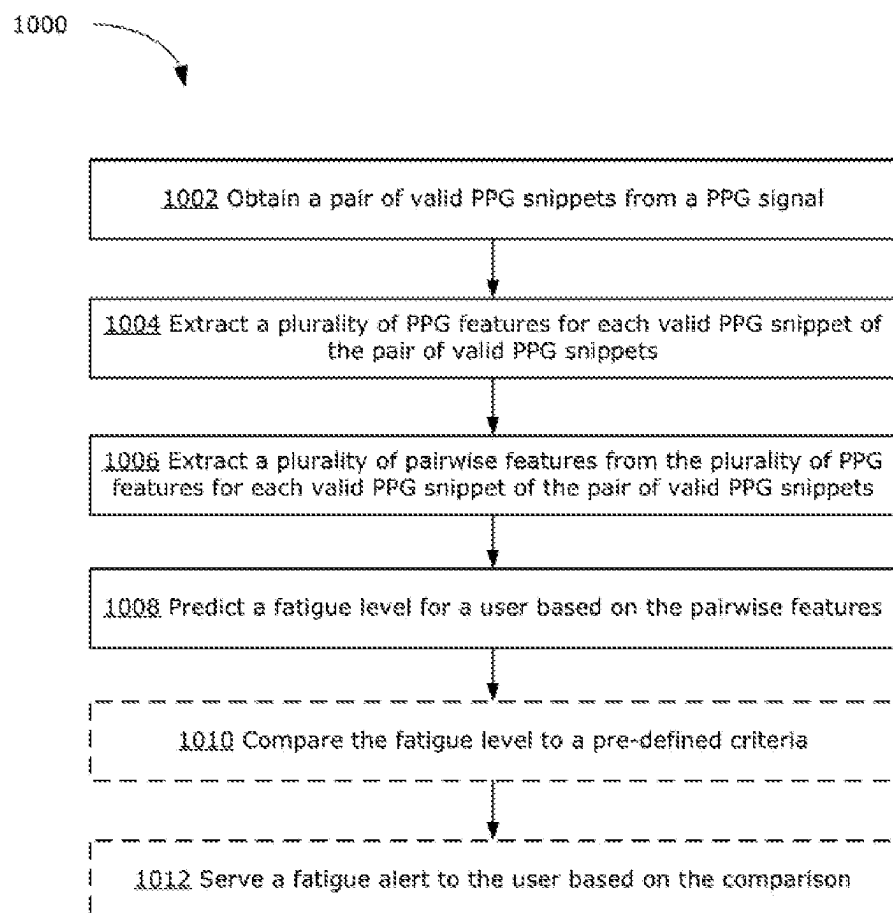 1000
1002 Obtain a pair of valid PPG snippets from a PPG signal
1004 Extract a plurality of PPG features for each valid PPG snippet of
the pair of valid PPG snippets
1006 Extract a plurality of pairwise features from the plurality of PPG
features for each valid PPG snippet of the pair of valid PPG snippets
1008 Predict a fatigue level for a user based on the pairwise features
1010 Compare the fatigue level to a pre-defined criteria
1012 Serve a fatigue alert to the user based on the comparison